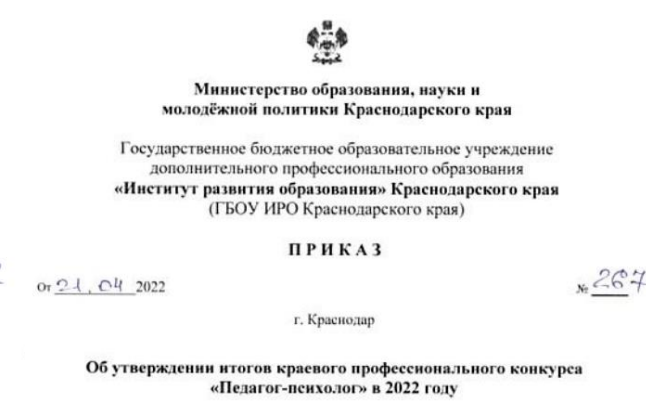 Министерство образования, науки и
молодёжной политики Краснодарского края
Государственное бюджетное образовательное учреждение
дополнительного профессионального образования
«Институт развития образования» Краснодарского края
(ГБОУ ИРО Краснодарского края)
П Р И К А З
От 21.04 2022 № 267
г. Краснодар
Об утверждении итогов краевого профессионального конкурса
«Педагог-психолог» в 2022 году